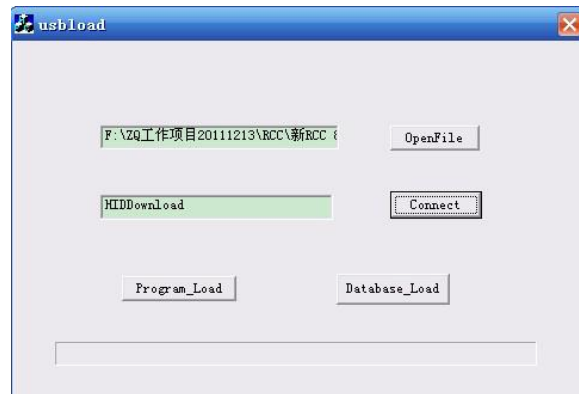 usbload
F:\ZQ工作项目20111213\RCC\新RCC
OpenFile
HIDDownload
Connect
Program_Load
Database_Load